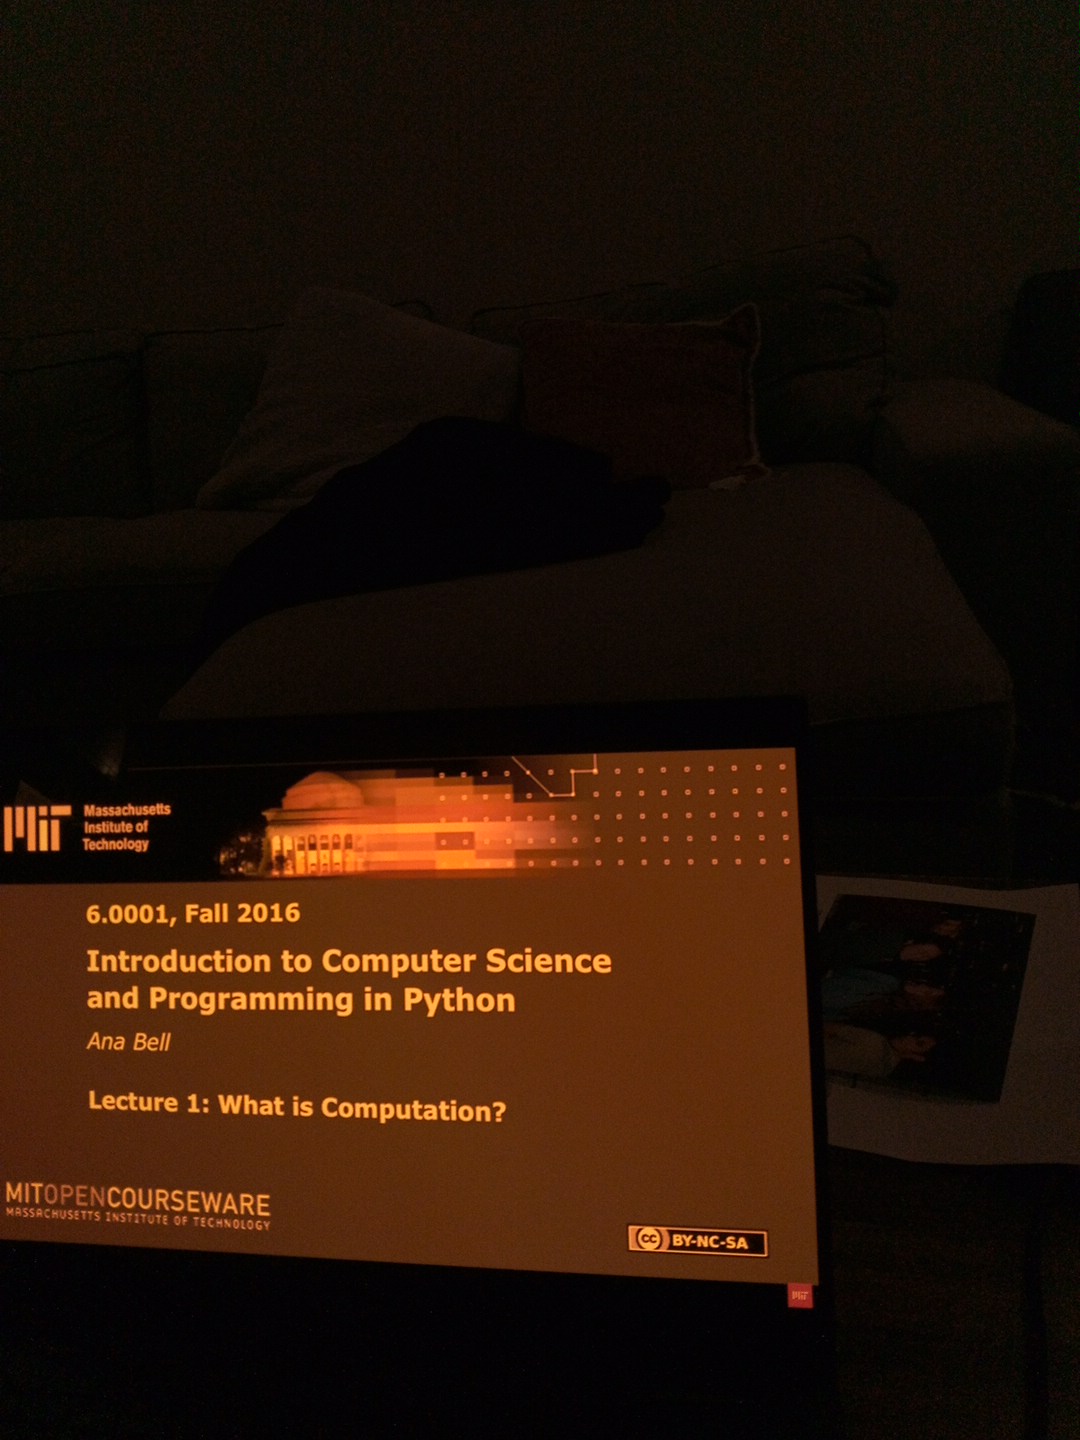 MIT
Massachusetts
Institute of
Technology
6.0001, Fall 2016
Introduction to Computer Science
and Programming in Python
Ana Bell
Lecture 1: What is Computation?
MITOPENCOURSEWARE
MASSACHUSETTS INSTITUTE OF TECHNOLOGY
cc BY-NC-SA
MIT